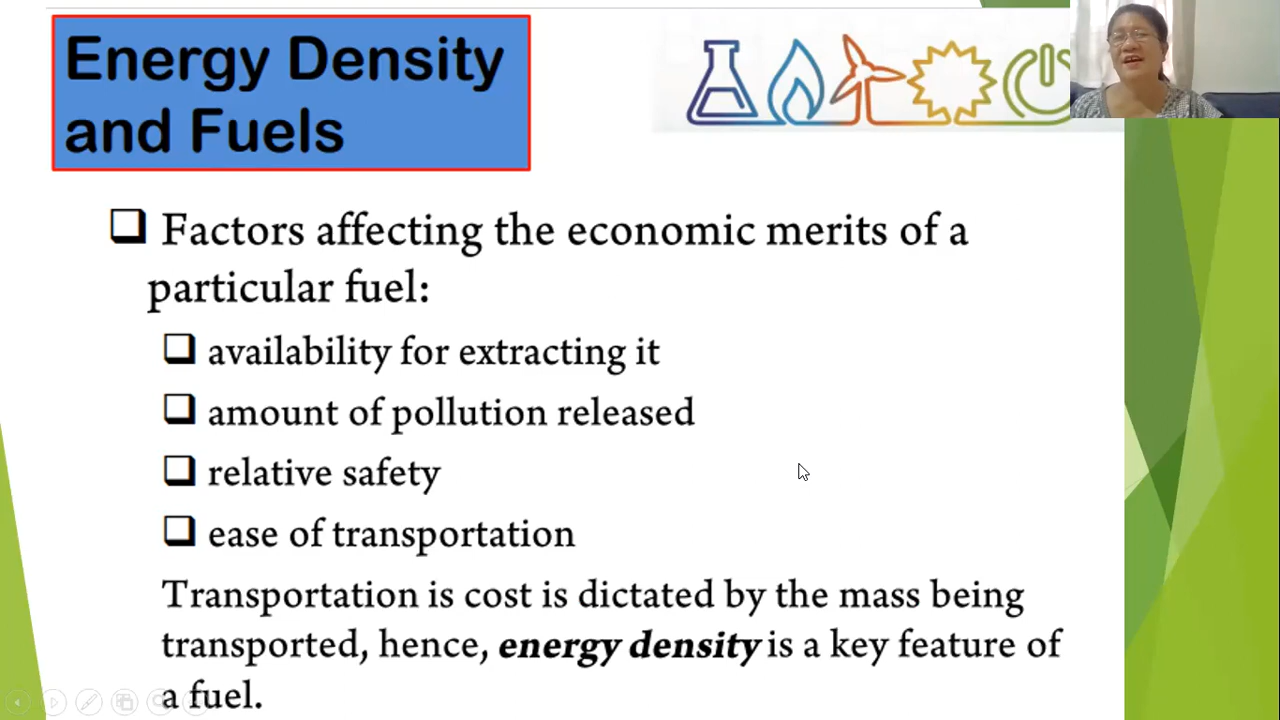 Energy Density
and Fuels
Factors affecting the economic merits of a
particular fuel:
availability for extracting it
amount of pollution released
relative safety
ease of transportation
Transportation is cost is dictated by the mass being
transported, hence, energy density is a key feature of
a fuel.